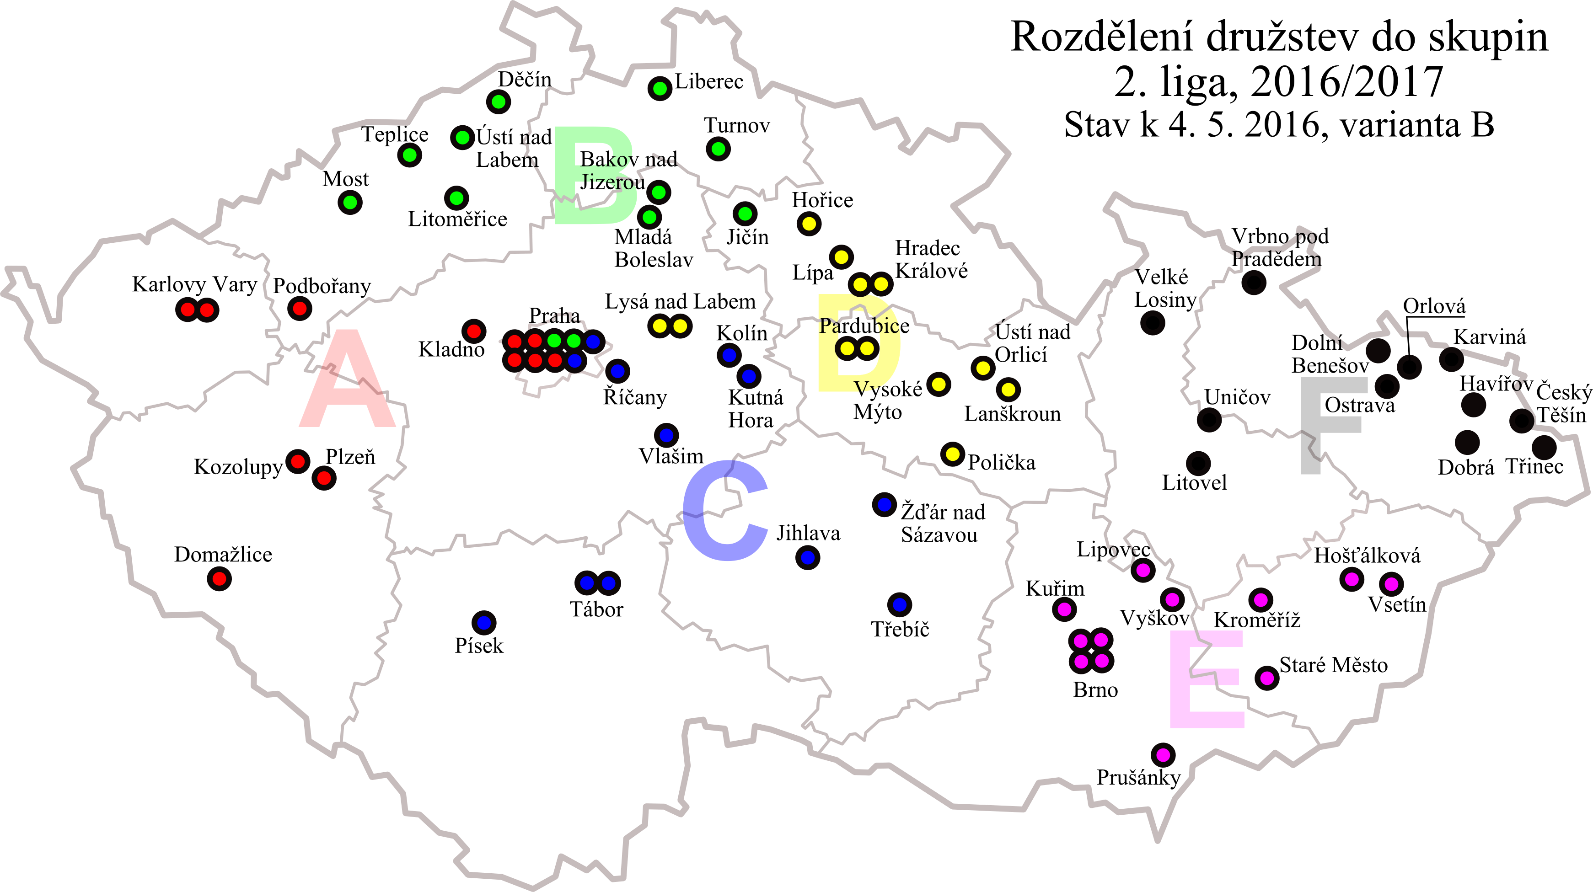 Rozdělení družstev do skupin
2. liga, 2016/2017
Stav k 4. 5. 2016, varianta B
Děčín
Liberec
Teplice
Ústí nad
Labem
Turnov
Most
Litoměřice
B
Bakov nad
Jizerou
Mladá
Boleslav
Jičín
Hořice
Lípa
Hradec
Králové
Karlovy Vary
Podbořany
Kladno
Praha
Lysá nad Labem
Kolín
Kutná
Hora
Říčany
Vlašim
A
Kozolupy
Plzeň
Domažlice
D
Pardubice
Vysoké
Mýto
Ústí nad
Orlicí
Lanškroun
Polička
C
Žďár nad
Sázavou
Jihlava
Třebíč
Tábor
Písek
Vrbno pod
Pradědem
Velké
Losiny
Uničov
Litovel
F
Orlová
Dolní
Benešov
Karviná
Ostrava
Havířov
Český
Těšín
Dobrá
Třinec
Lipovec
Kuřim
Vyškov
Brno
E
Kroměříž
Hošťálková
Vsetín
Staré Město
Prušánky